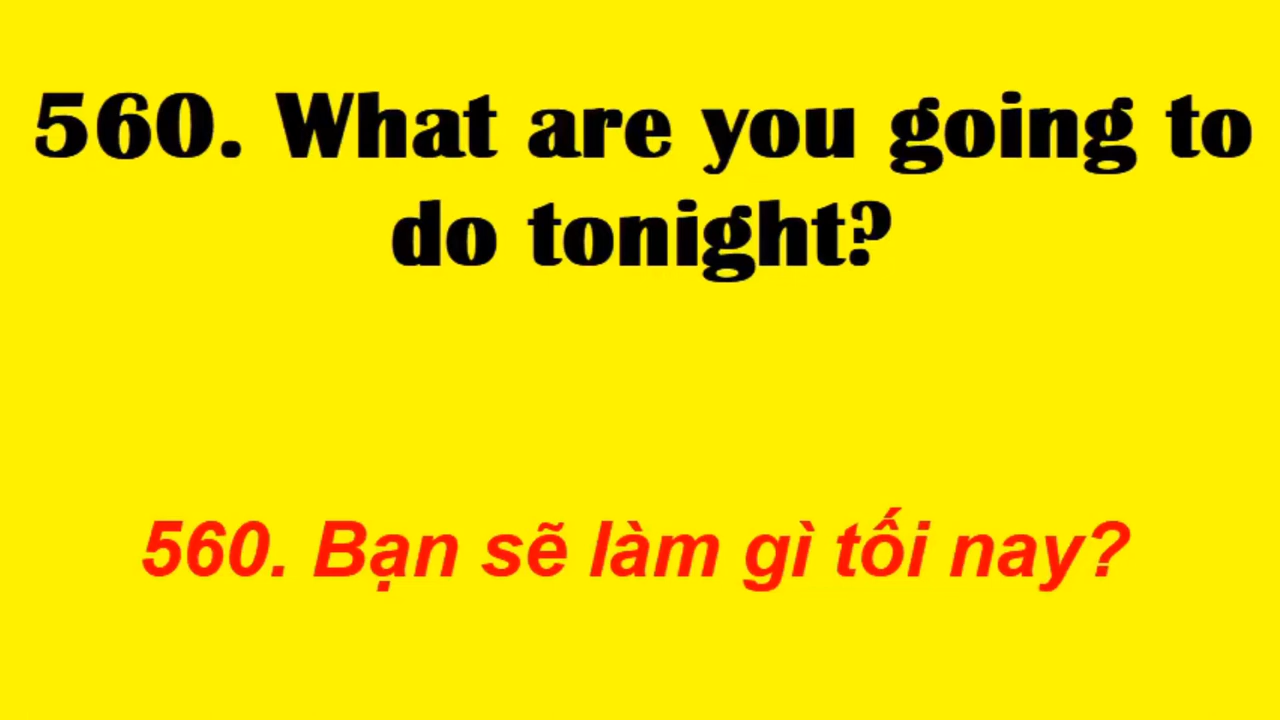 560. What are you going to
do tonight?
560. Bạn sẽ làm gì tối nay?